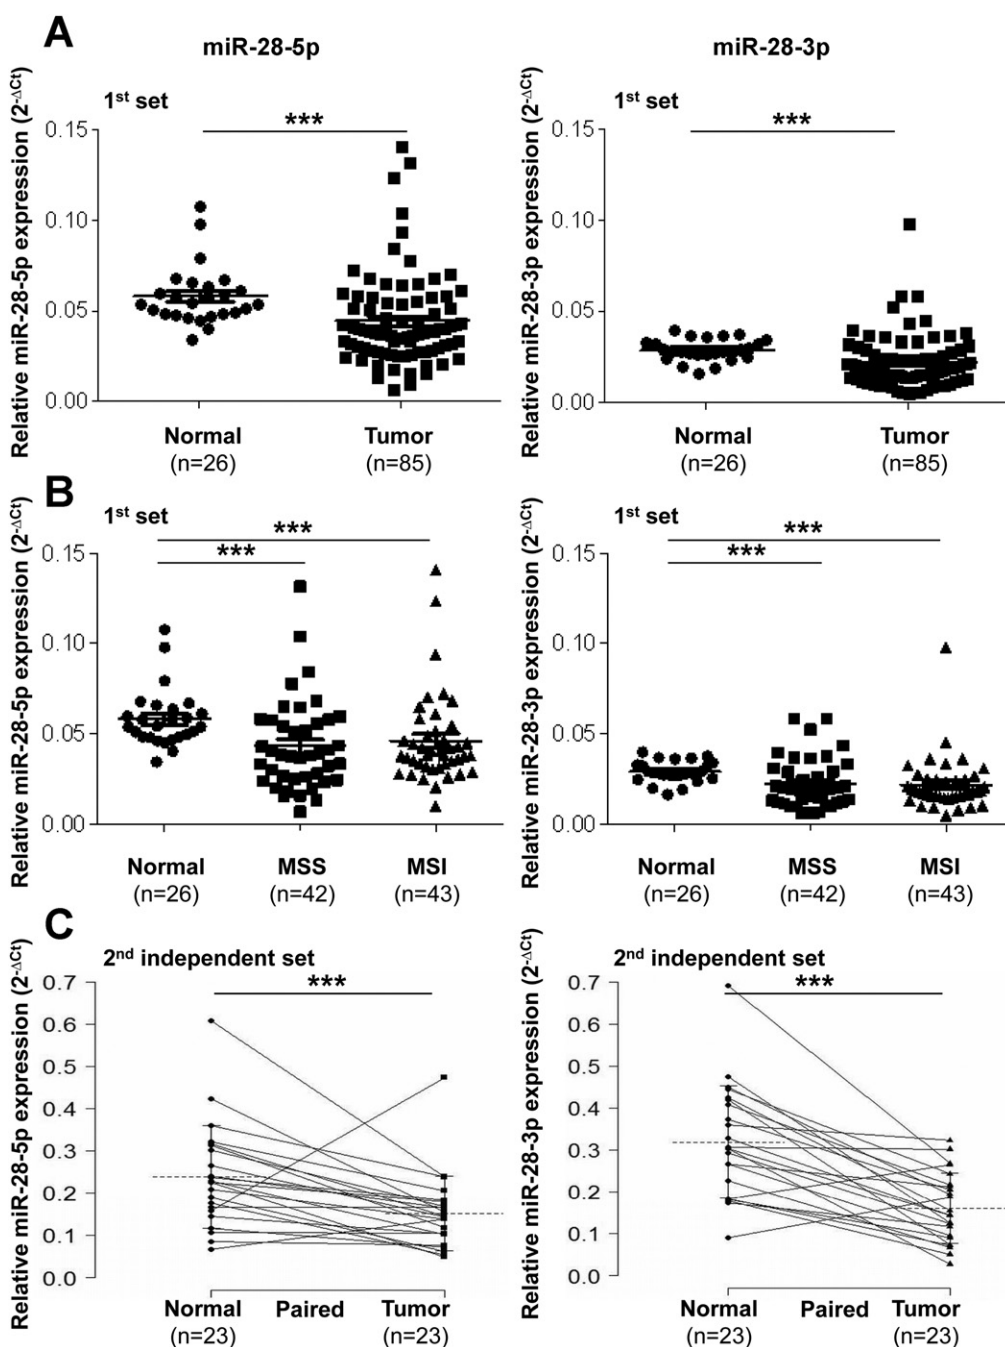 A
miR-28-5p
miR-28-3p
Relative miR-28-5p expression (2-ΔCt)
1st set
***
0.15
0.10
0.05
0.00
Normal
Tumor
(n=26)
(n=85)
Relative miR-28-3p expression (2-ΔCt)
1st set
***
0.15
0.10
0.05
0.00
Normal
Tumor
(n=26)
(n=85)
B
Relative miR-28-5p expression (2-ΔCt)
1st set
***
***
0.15
0.10
0.05
0.00
Normal
MSS
MSI
(n=26)
(n=42)
(n=43)
Relative miR-28-3p expression (2-ΔCt)
1st set
***
***
0.15
0.10
0.05
0.00
Normal
MSS
MSI
(n=26)
(n=42)
(n=43)
C
Relative miR-28-5p expression (2-ΔCt)
2nd independent set
***
0.7
0.6
0.5
0.4
0.3
0.2
0.1
0.0
Normal Paired Tumor
(n=23)
(n=23)
Relative miR-28-3p expression (2-ΔCt)
2nd independent set
***
0.7
0.6
0.5
0.4
0.3
0.2
0.1
0.0
Normal Paired Tumor
(n=23)
(n=23)